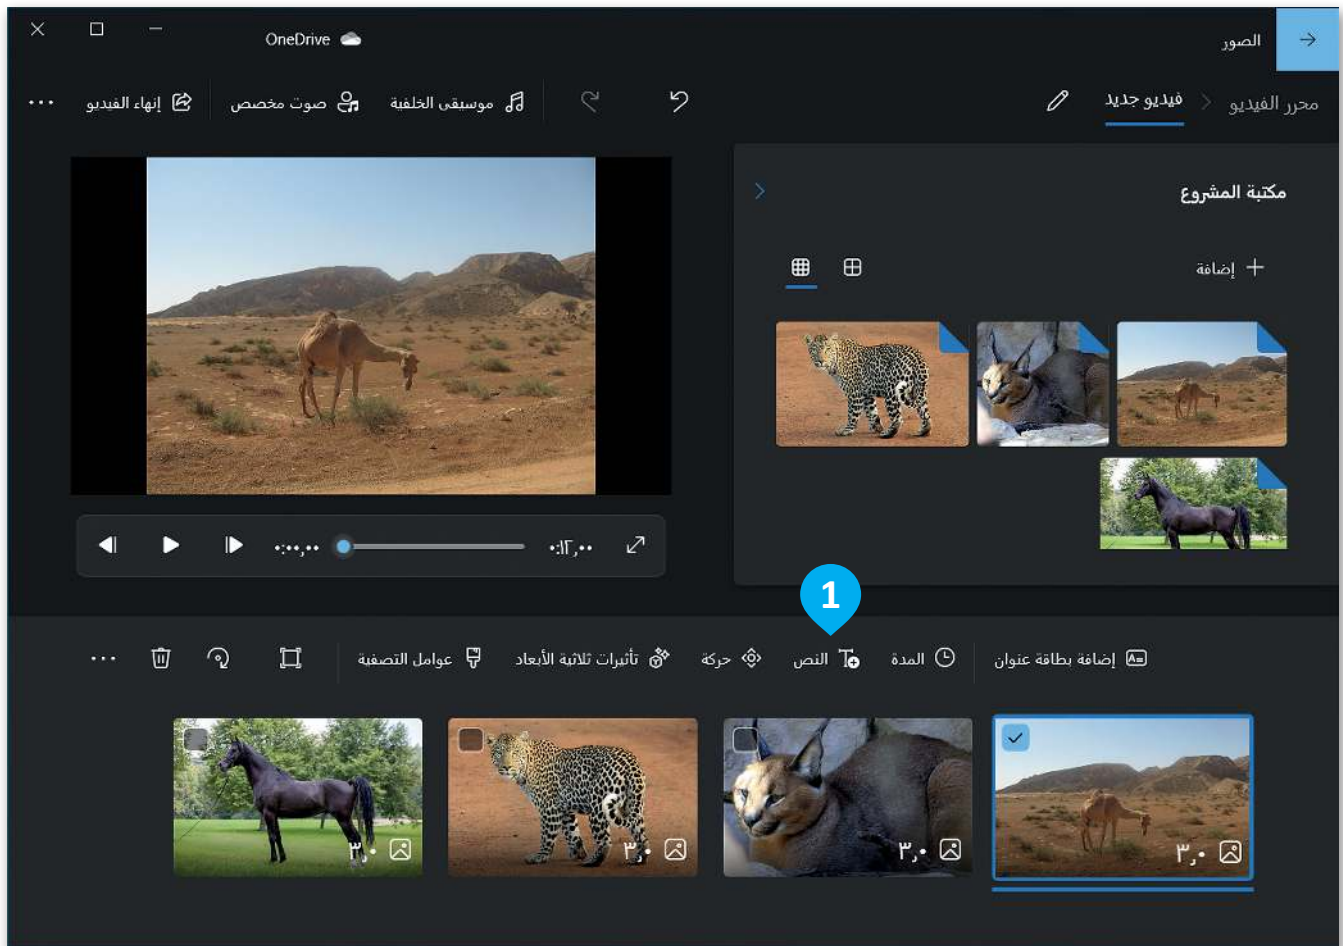 الصور
OneDrive
محرر الفيديو
فيديو جديد
موسيقى الخلفية
صوت مخصص
إنهاء الفيديو
مكتبة المشروع
إضافة
٠:٠٠,٠٠
٠:١٢,٠٠
1
إضافة بطاقة عنوان
المدة
النص
حركة
تأثيرات ثلاثية الأبعاد
عوامل التصفية
٣,٠
٣,٠
٣,٠
٣,٠